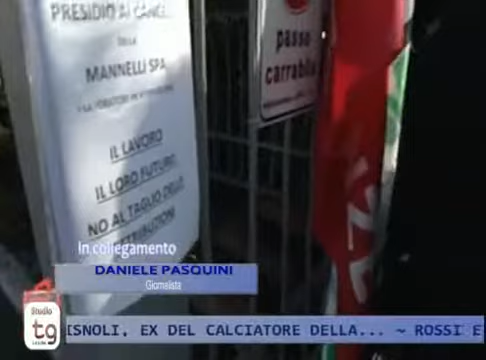 PRESIDIO AI CANC...
DELLA
MANNELLI SPA
IL LAVORO
IL LORO FUTURO
NO AL TAGLIO DELLE
passo
carrabile
In collegamento
DANIELE PASQUINI
Giornalista
Studio
tg
ISNOLI, EX DEL CALCIATORE DELLA... ~ ROSSI E